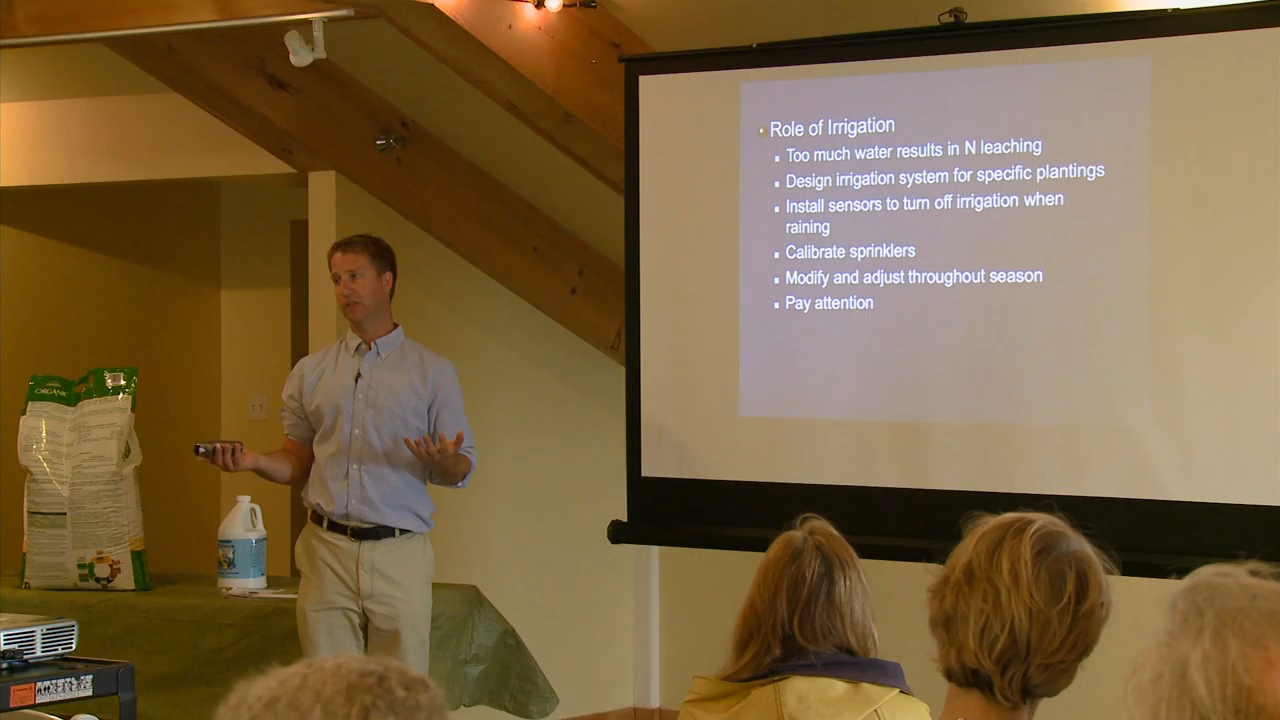 Role of Irrigation
Too much water results in N leaching
Design irrigation system for specific plantings
Install sensors to turn off irrigation when
raining
Calibrate sprinklers
Modify and adjust throughout season
Pay attention
ORGANIC